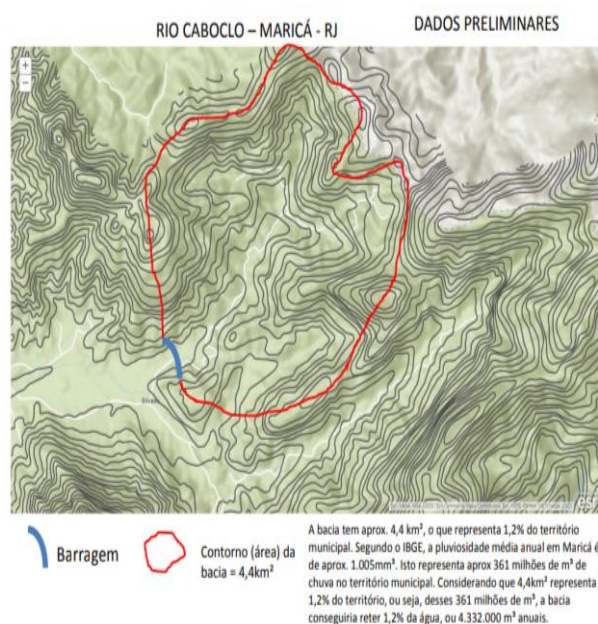 RIO CABOCLO – MARICÁ - RJ
DADOS PRELIMINARES
+
−
Barragem
Contorno (área) da
bacia = 4,4km²
A bacia tem aprox. 4,4 km², o que representa 1,2% do território
municipal. Segundo o IBGE, a pluviosidade média anual em Maricá é
de aprox. 1.005mm³. Isto representa aprox 361 milhões de m³ de
chuva no território municipal. Considerando que 4,4km² representa
1,2% do território, ou seja, desses 361 milhões de m³, a bacia
conseguiria reter 1,2% da água, ou 4.332.000 m³ anuais.